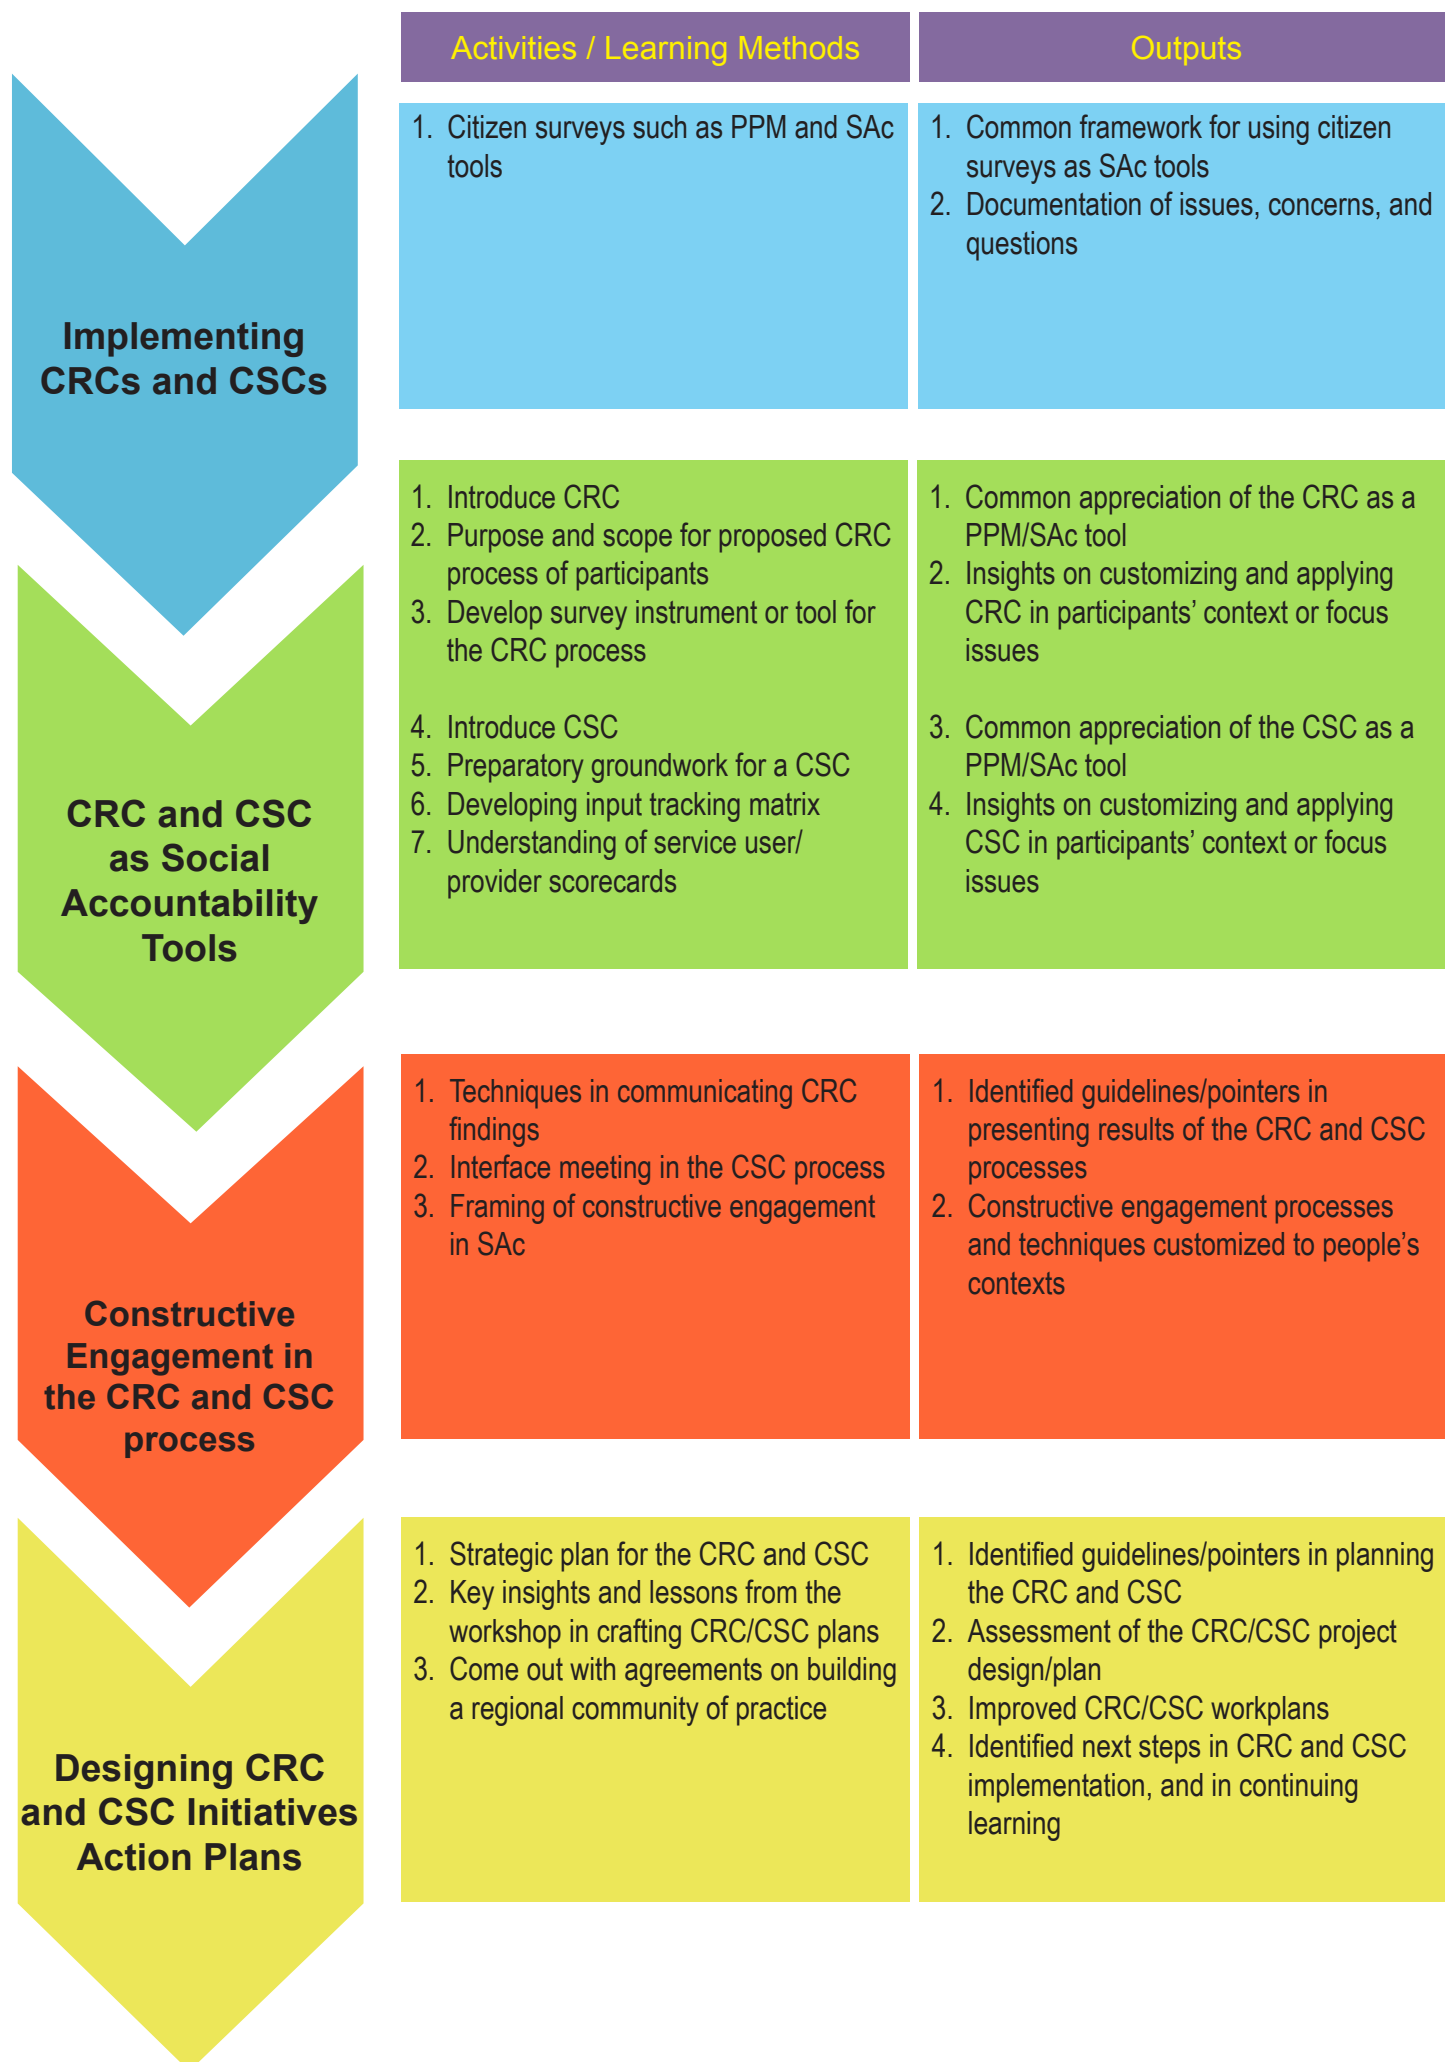 Activities / Learning Methods
Outputs
Implementing
CRCs and CSCs
1. Citizen surveys such as PPM and SAc
tools
1. Common framework for using citizen
surveys as SAc tools
2. Documentation of issues, concerns, and
questions
CRC and CSC
as Social
Accountability
Tools
1. Introduce CRC
2. Purpose and scope for proposed CRC
process of participants
3. Develop survey instrument or tool for
the CRC process
4. Introduce CSC
5. Preparatory groundwork for a CSC
6. Developing input tracking matrix
7. Understanding of service user/
provider scorecards
1. Common appreciation of the CRC as a
PPM/SAc tool
2. Insights on customizing and applying
CRC in participants’ context or focus
issues
3. Common appreciation of the CSC as a
PPM/SAc tool
4. Insights on customizing and applying
CSC in participants’ context or focus
issues
Constructive
Engagement in
the CRC and CSC
process
1. Techniques in communicating CRC
findings
2. Interface meeting in the CSC process
3. Framing of constructive engagement
in SAc
1. Identified guidelines/pointers in
presenting results of the CRC and CSC
processes
2. Constructive engagement processes
and techniques customized to people’s
contexts
Designing CRC
and CSC Initiatives
Action Plans
1. Strategic plan for the CRC and CSC
2. Key insights and lessons from the
workshop in crafting CRC/CSC plans
3. Come out with agreements on building
a regional community of practice
1. Identified guidelines/pointers in planning
the CRC and CSC
2. Assessment of the CRC/CSC project
design/plan
3. Improved CRC/CSC workplans
4. Identified next steps in CRC and CSC
implementation, and in continuing
learning